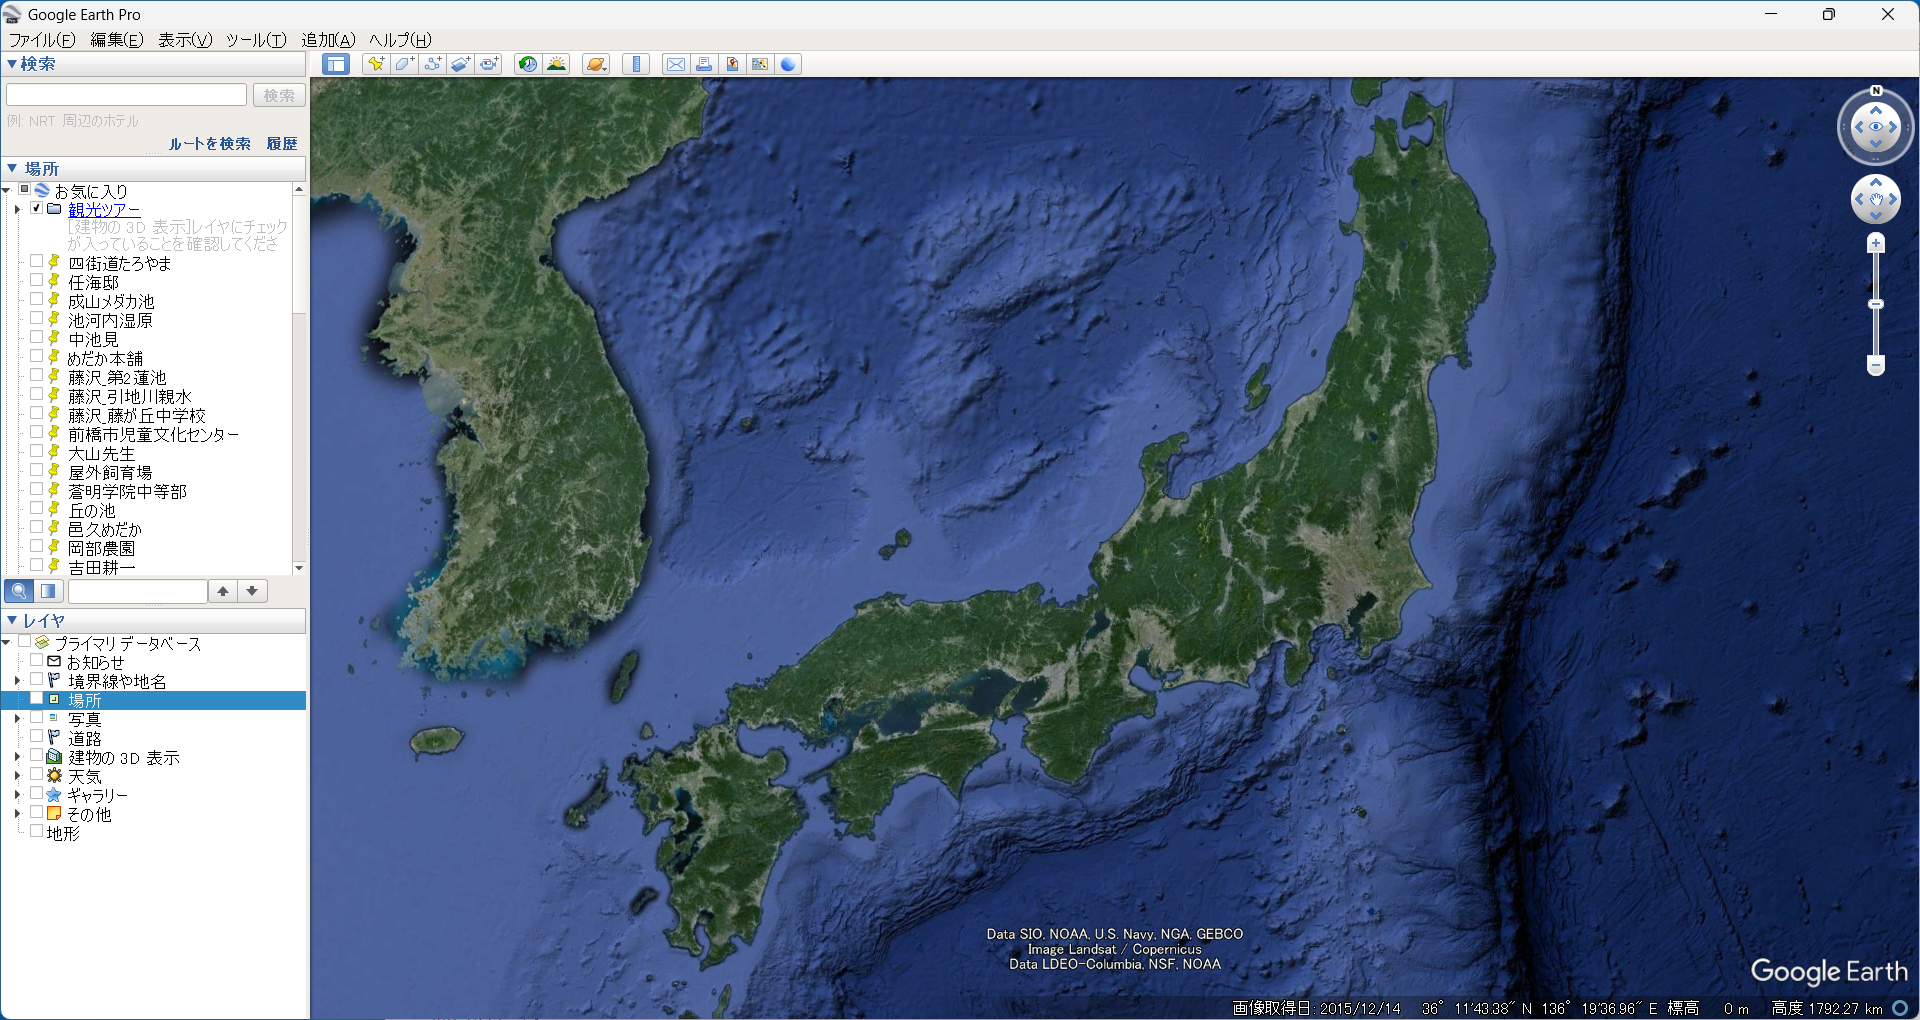 Google Earth Pro
ファイル(F) 編集(E) 表示(V) ツール(T) 追加(A) ヘルプ(H)
検索
検索
例: NRT 周辺のホテル
ルートを検索 履歴
場所
お気に入り
観光ツアー
[建物の 3D 表示]レイヤにチェック
が入っていることを確認してくださ
四街道たろやま
任海邸
成山メダカ池
池河内湿原
中池見
めだか本舗
藤沢_第2蓮池
藤沢_引地川親水
藤沢_藤が丘中学校
前橋市児童文化センター
大山先生
屋外飼育場
蒼明学院中等部
丘の池
邑久めだか
岡部農園
吉田耕一
レイヤ
プライマリ データベース
お知らせ
境界線や地名
場所
写真
道路
建物の 3D 表示
天気
ギャラリー
その他
地形
N
Data SIO, NOAA, U.S. Navy, NGA, GEBCO
Image Landsat / Copernicus
Data LDEO-Columbia, NSF, NOAA
Google Earth
画像取得日: 2015/12/14 36° 11'43.38" N 136° 19'36.96" E 標高 0 m 高度 1792.27 km